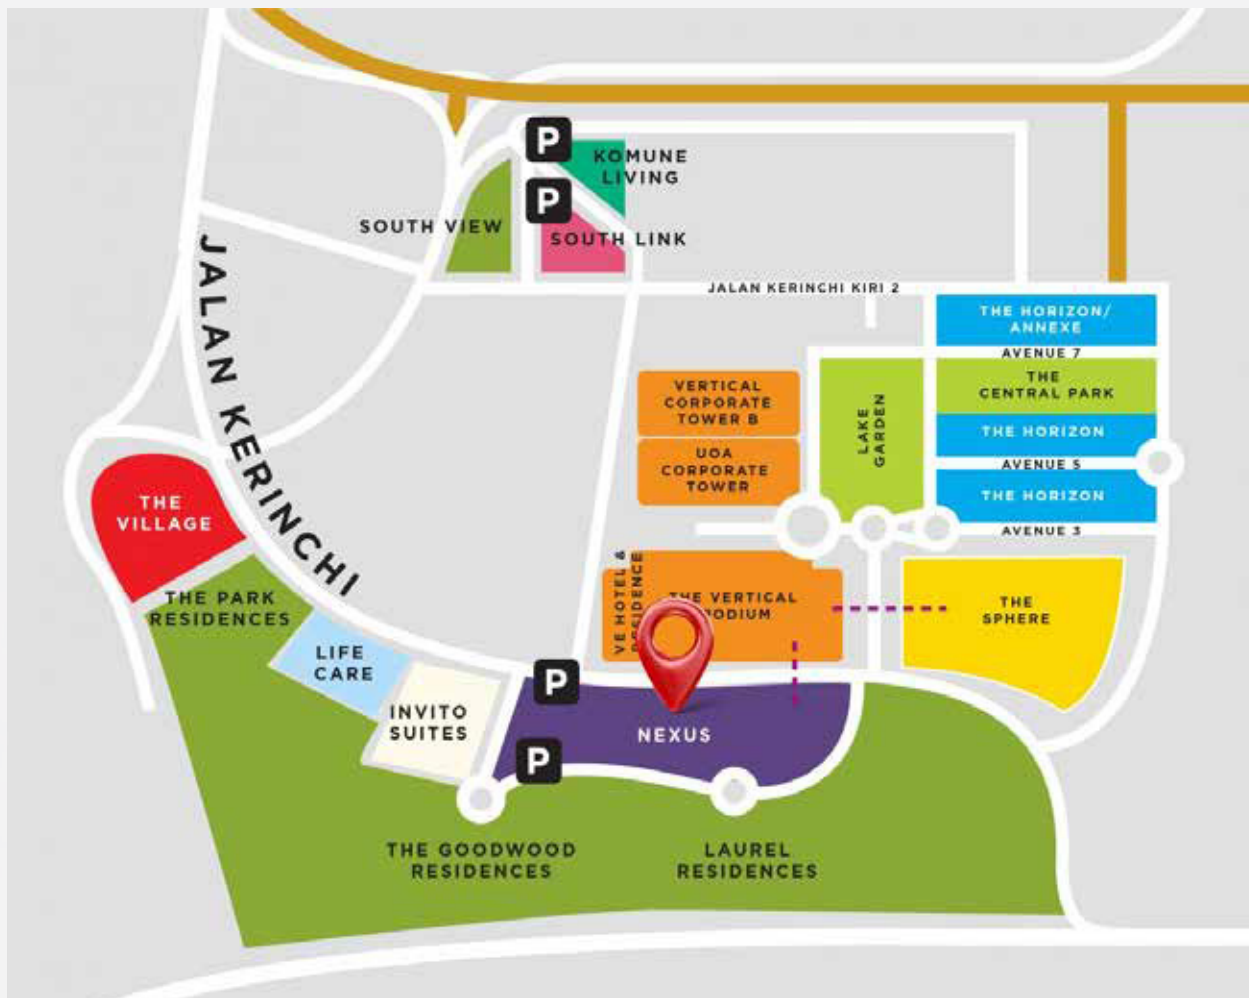 P
KOMUNE
LIVING
P
SOUTH VIEW
SOUTH LINK
JALAN KERINCHI
JALAN KERINCHI KIRI 2
THE HORIZON/
ANNEXE
AVENUE 7
THE
CENTRAL PARK
VERTICAL
CORPORATE
TOWER B
LAKE
GARDEN
THE HORIZON
UOA
CORPORATE
TOWER
AVENUE 5
THE HORIZON
AVENUE 3
THE
VILLAGE
THE PARK
RESIDENCES
VE HOTEL &
RESIDENCE
THE VERTICAL
PODIUM
THE
SPHERE
LIFE
CARE
INVITO
SUITES
P
NEXUS
P
THE GOODWOOD
RESIDENCES
LAUREL
RESIDENCES